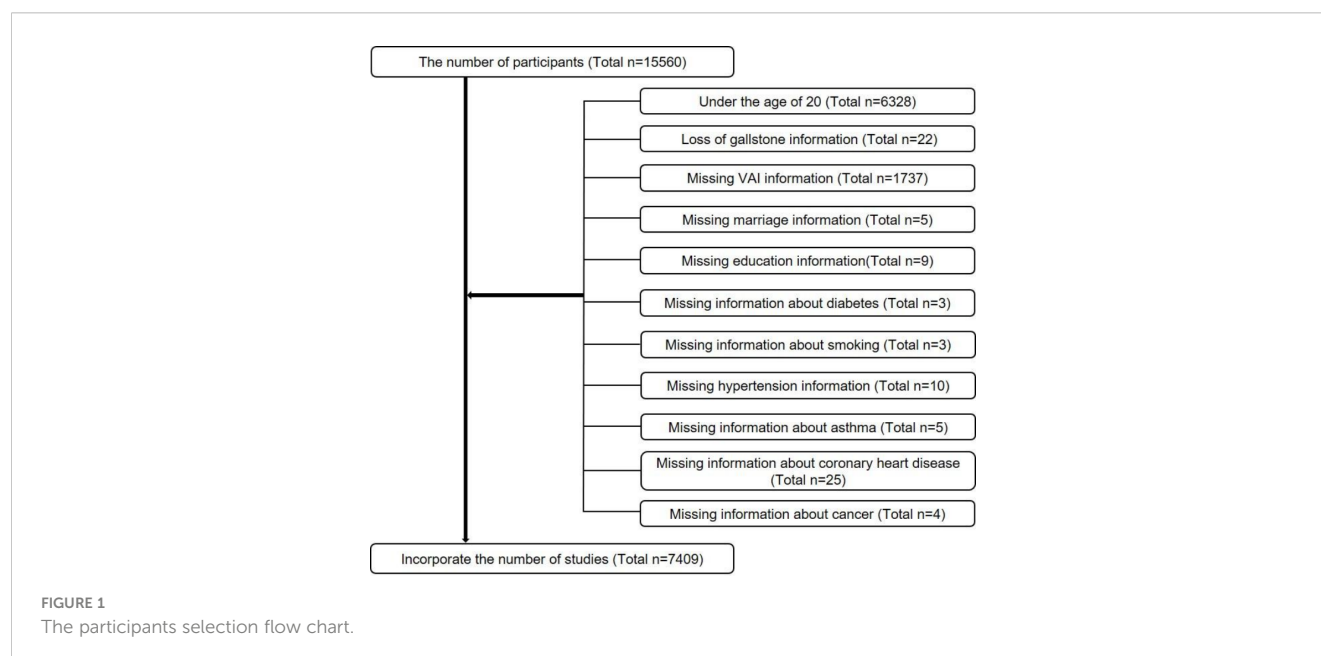 The number of participants (Total n=15560)
Under the age of 20 (Total n=6328)
Loss of gallstone information (Total n=22)
Missing VAI information (Total n=1737)
Missing marriage information (Total n=5)
Missing education information(Total n=9)
Missing information about diabetes (Total n=3)
Missing information about smoking (Total n=3)
Missing hypertension information (Total n=10)
Missing information about asthma (Total n=5)
Missing information about coronary heart disease
(Total n=25)
Missing information about cancer (Total n=4)
Incorporate the number of studies (Total n=7409)
FIGURE 1
The participants selection flow chart.